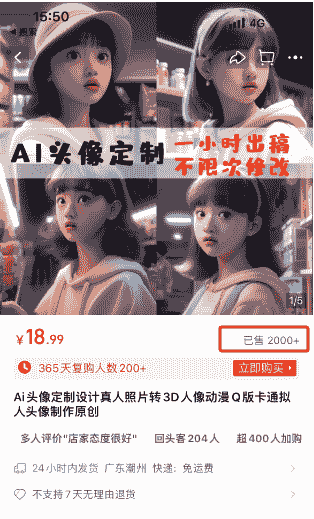 15:50
4G
AI头像定制
一小时出稿
不限次修改
1/5
¥18.99
已售 2000+
365天复购人数200+
立即购买
Ai头像定制设计真人照片转3D人像动漫Q版卡通拟
人头像制作原创
多人评价"店家态度很好"
回头客204人
超400人加购
24小时内发货 广东潮州 快递：免运费
不支持7天无理由退货